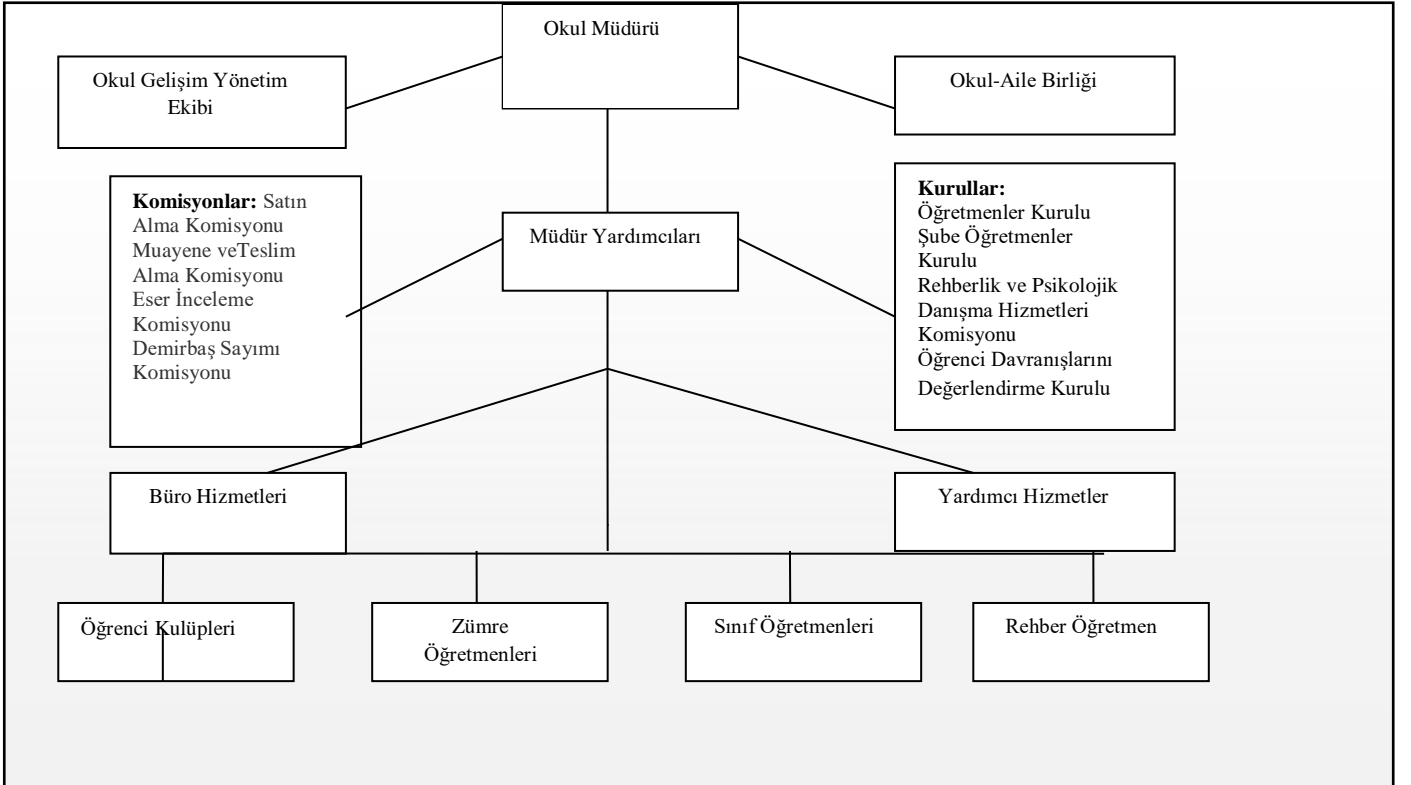 Okul Müdürü
Okul Gelişim Yönetim
Ekibi
Okul-Aile Birliği
Komisyonlar: Satın
Alma Komisyonu
Muayene veTeslim
Alma Komisyonu
Eser İnceleme
Komisyonu
Demirbaş Sayımı
Komisyonu
Müdür Yardımcıları
Kurullar:
Öğretmenler Kurulu
Şube Öğretmenler
Kurulu
Rehberlik ve Psikolojik
Danışma Hizmetleri
Komisyonu
Öğrenci Davranışlarını
Değerlendirme Kurulu
Büro Hizmetleri
Yardımcı Hizmetler
Öğrenci Kulüpleri
Zümre
Öğretmenleri
Sınıf Öğretmenleri
Rehber Öğretmen